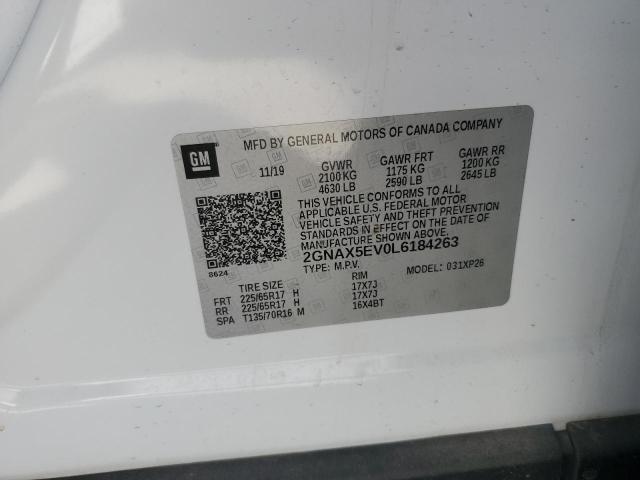 GM
MFD BY GENERAL MOTORS OF CANADA COMPANY
11/19 GVWR GAWR FRT GAWR RR
2100 KG 1175 KG 1200 KG
4630 LB 2590 LB 2645 LB
THIS VEHICLE CONFORMS TO ALL
APPLICABLE U.S. FEDERAL MOTOR
VEHICLE SAFETY AND THEFT PREVENTION
STANDARDS IN EFFECT ON THE DATE OF
MANUFACTURE SHOWN ABOVE.
2GNAX5EV0L6184263
8624
TYPE: M.P.V. MODEL: 031XP26
TIRE SIZE RIM
FRT 225/65R17 H 17X7J
RR 225/65R17 H 17X7J
SPA T135/70R16 M 16X4BT